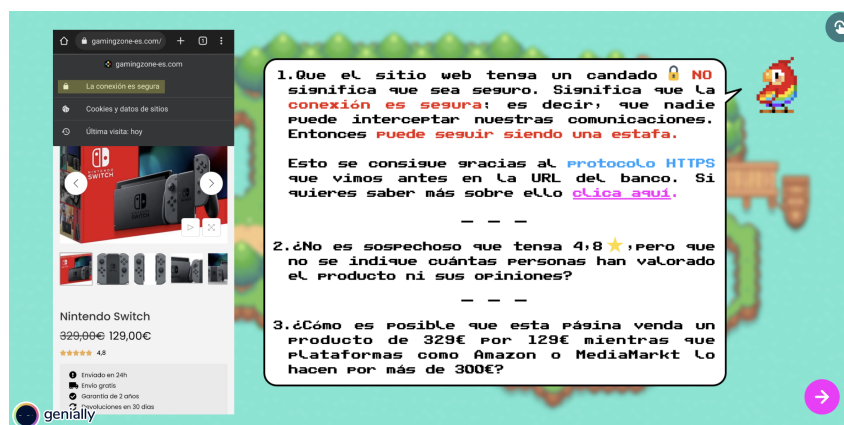 gamingzone-es.com/
1
gamingzone-es.com
La conexión es segura
Cookies y datos de sitios
Última visita: hoy
SWITCH
Nintendo Switch
329,00€ 129,00€
4,8
Enviado en 24h
Envío gratis
Garantía de 2 años
Devoluciones en 30 días
genially
1.Que el sitio web tenga un candado NO
significa que sea seguro. Significa que la
conexión es segura: es decir, que nadie
puede interceptar nuestras comunicaciones.
Entonces puede seguir siendo una estafa.
Esto se consigue gracias al protocolo HTTPS
que vimos antes en la URL del banco. Si
quieres saber más sobre ello clica aquí.
– – –
2.¿No es sospechoso que tenga 4,8⭐,pero que
no se indique cuántas personas han valorado
el producto ni sus opiniones?
– – –
3.¿Cómo es posible que esta página venda un
producto de 329€ por 129€ mientras que
plataformas como Amazon o MediaMarkt lo
hacen por más de 300€?